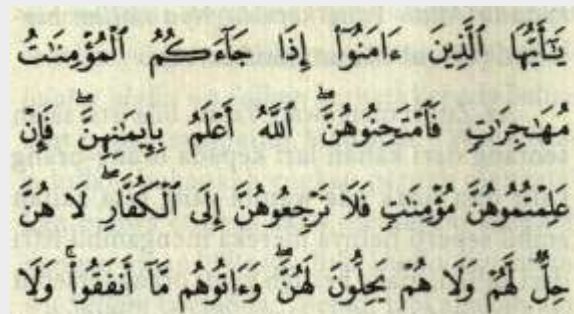 يَٰٓأَيُّهَا ٱلَّذِينَ ءَامَنُوٓا۟ إِذَا جَآءَكُمُ ٱلْمُؤْمِنَٰتُ
مُهَٰجِرَٰتٍ فَٱمْتَحِنُوهُنَّ ۖ ٱللَّهُ أَعْلَمُ بِإِيمَٰنِهِنَّ ۖ فَإِنْ
عَلِمْتُمُوهُنَّ مُؤْمِنَٰتٍ فَلَا تَرْجِعُوهُنَّ إِلَى ٱلْكُفَّارِ ۖ لَا هُنَّ
حِلٌّ لَّهُمْ وَلَا هُمْ يَحِلُّونَ لَهُنَّ ۖ وَءَاتُوهُم مَّآ أَنفَقُوا۟ ۚ وَلَا